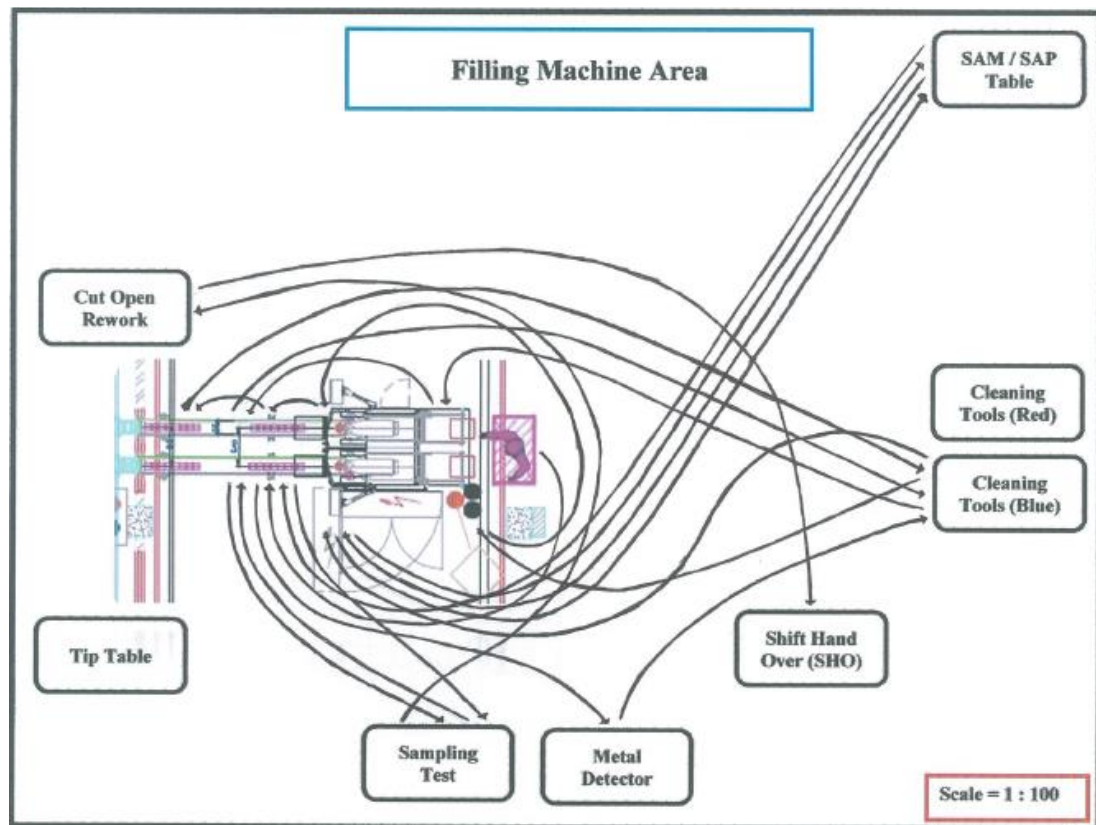 Filling Machine Area
SAM / SAP
Table
Cut Open
Rework
Cleaning
Tools (Red)
Cleaning
Tools (Blue)
Tip Table
Shift Hand
Over (SHO)
Sampling
Test
Metal
Detector
Scale = 1 : 100